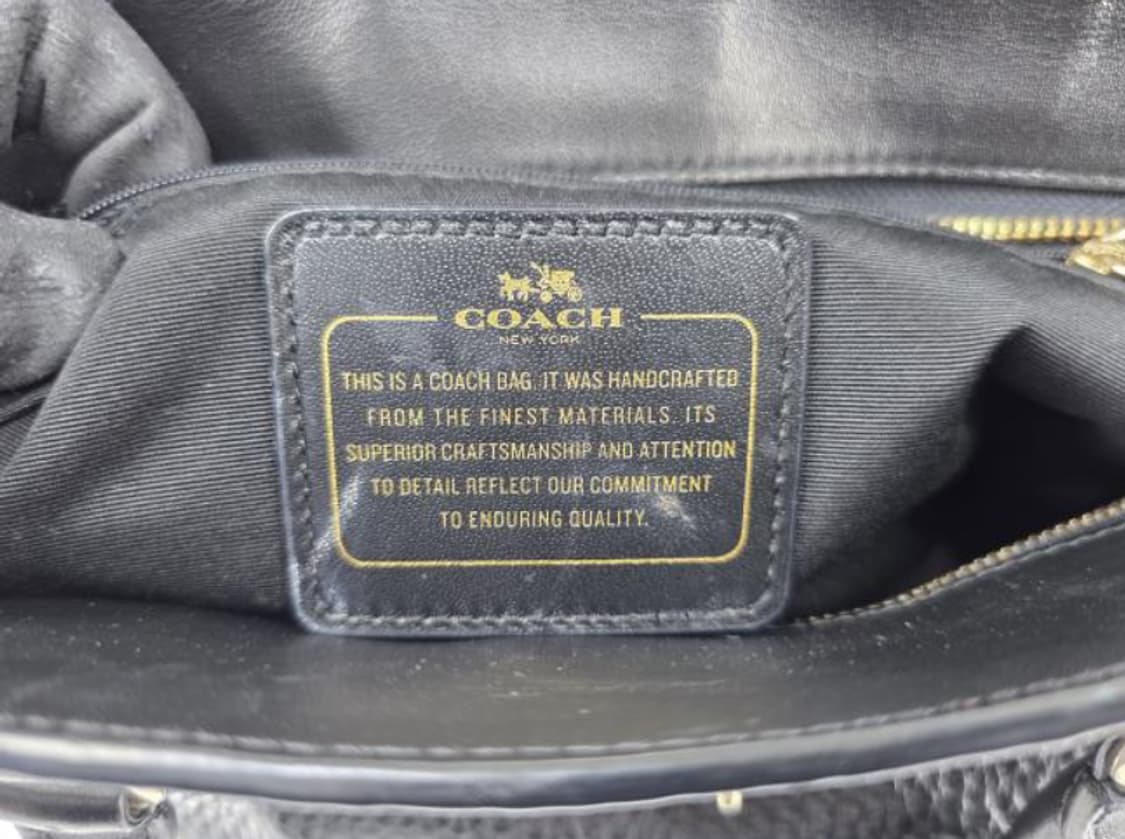 COACH
NEW YORK
THIS IS A COACH BAG. IT WAS HANDCRAFTED
FROM THE FINEST MATERIALS. ITS
SUPERIOR CRAFTSMANSHIP AND ATTENTION
TO DETAIL REFLECT OUR COMMITMENT
TO ENDURING QUALITY.